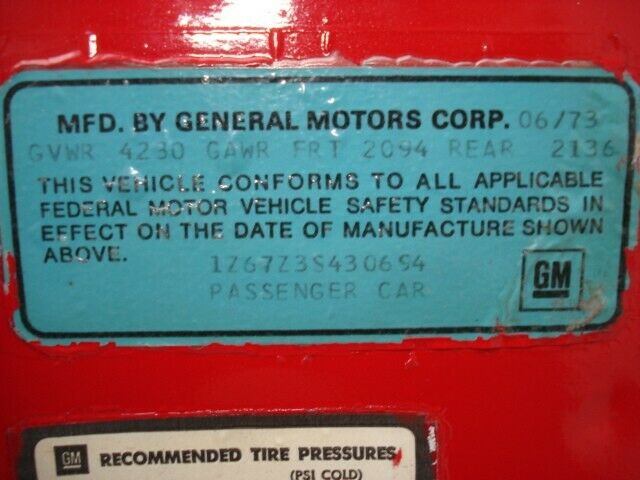 MFD. BY GENERAL MOTORS CORP. 06/73
GVWR 4230 GAWR FRT 2094 REAR 2136
THIS VEHICLE CONFORMS TO ALL APPLICABLE
FEDERAL MOTOR VEHICLE SAFETY STANDARDS IN
EFFECT ON THE DATE OF MANUFACTURE SHOWN
ABOVE.
1Z67Z3S430694
PASSENGER CAR
GM
GM RECOMMENDED TIRE PRESSURES
(PSI COLD)